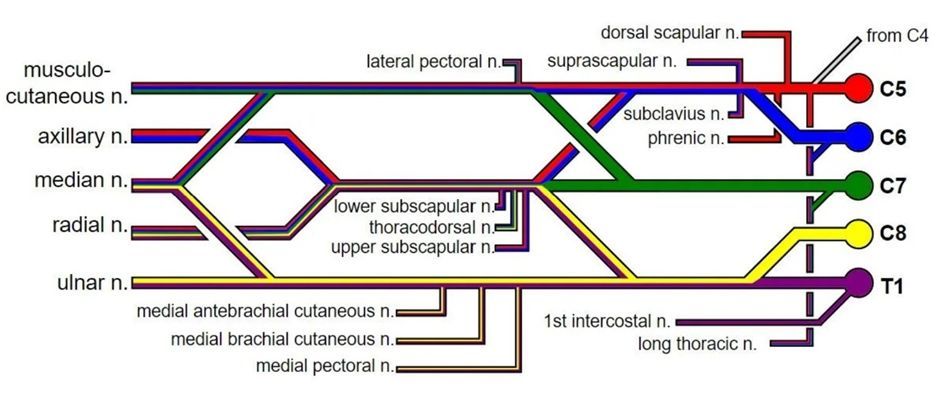 dorsal scapular n.
from C4
lateral pectoral n.
suprascapular n.
musculo-
cutaneous n.
C5
subclavius n.
axillary n.
phrenic n.
C6
median n.
C7
lower subscapular n.
radial n.
thoracodorsal n.
C8
upper subscapular n.
ulnar n.
T1
medial antebrachial cutaneous n.
1st intercostal n.
medial brachial cutaneous n.
long thoracic n.
medial pectoral n.